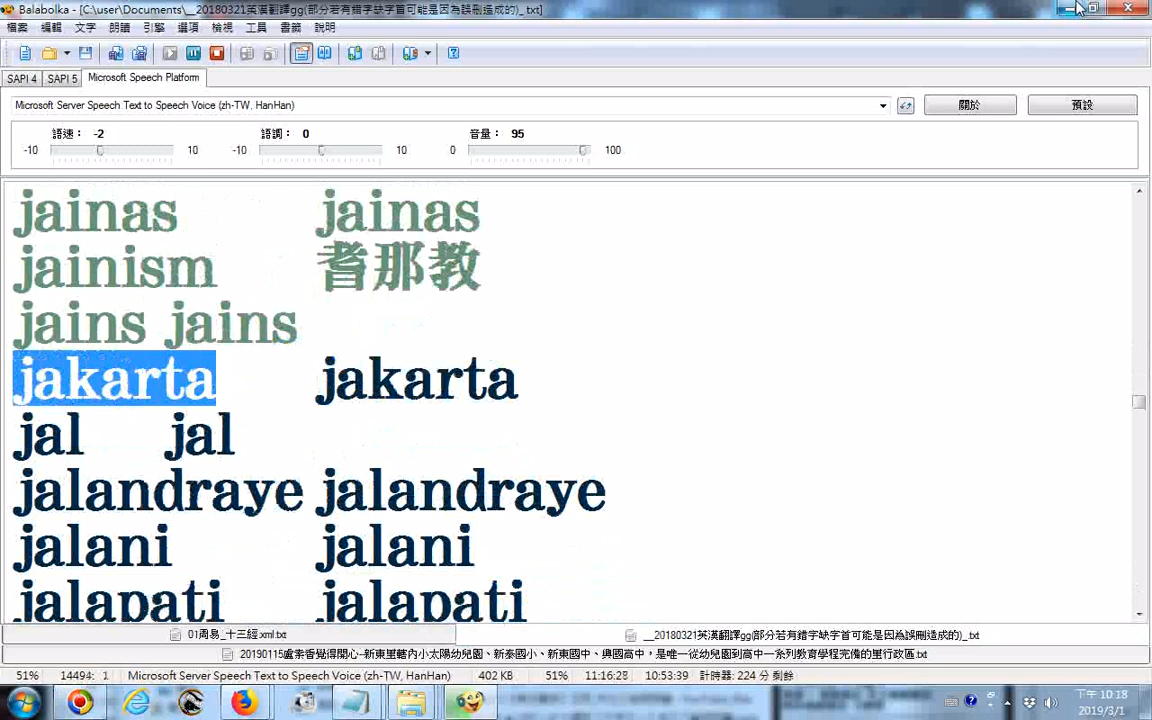 Balabolka - [C:\user\Documents\__20180321英漢翻譯gg(部分若有錯字缺字首可能是因為誤刪造成的)_.txt]
檔案 編輯 文字 朗讀 引擎 選項 檢視 工具 書籤 說明
SAPI 4 SAPI 5 Microsoft Speech Platform
Microsoft Server Speech Text to Speech Voice (zh-TW, HanHan) 關於 預設
語速： -2 語調： 0 音量： 95
-10 10 -10 10 0 100
jainas jainas
jainism 耆那教
jains jains
jakarta jakarta
jal jal
jalandraye jalandraye
jalani jalani
jalapati jalapati
01周易_十三經.xml.txt __20180321英漢翻譯gg(部分若有錯字缺字首可能是因為誤刪造成的)_.txt
20190115盧素香覺得開心--新東里轄內小太陽幼兒園、新泰國小、新東國中、興國高中，是唯一從幼兒園到高中一系列教育學程完備的里行政區.txt
51% 14494: 1 Microsoft Server Speech Text to Speech Voice (zh-TW, HanHan) 402 KB 51% 11:16:28 10:53:39 計時器: 224 分 剩餘
下午 10:18
2019/3/1